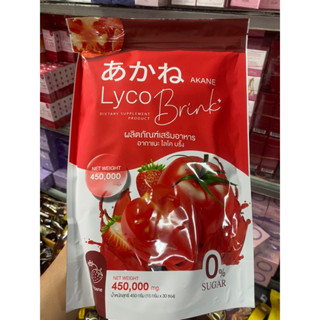 あかね AKANE
Lyco Brink
DIETARY SUPPLEMENT
PRODUCT
ผลิตภัณฑ์เสริมอาหาร
อากาเนะ ไลโค บริ้ง
NET WEIGHT
450,000
NET WEIGHT
450,000 mg.
0%
SUGAR